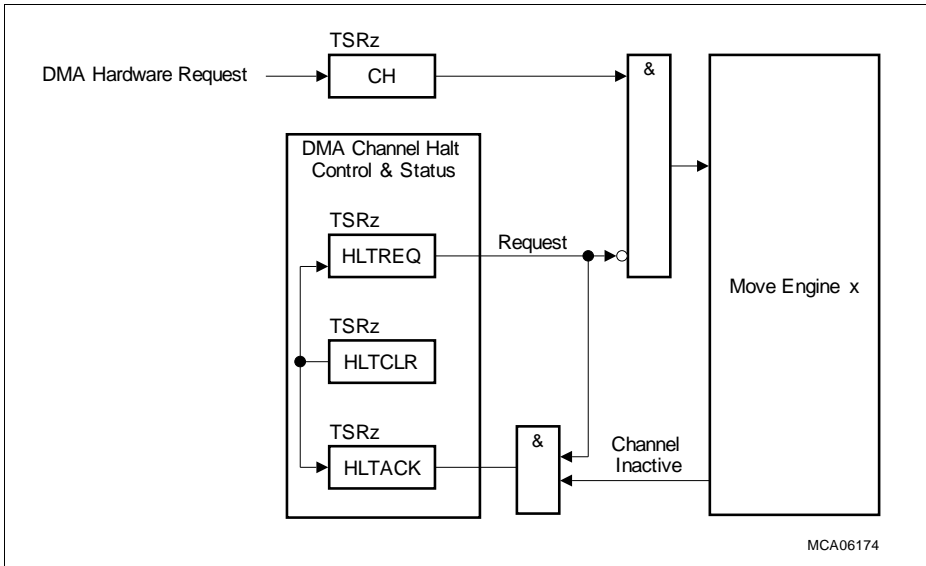 TSRz
DMA Hardware Request
CH
&
DMA Channel Halt
Control & Status
TSRz
HLTREQ
Request
Move Engine x
TSRz
HLTCLR
TSRz
HLTACK
&
Channel
Inactive
MCA06174